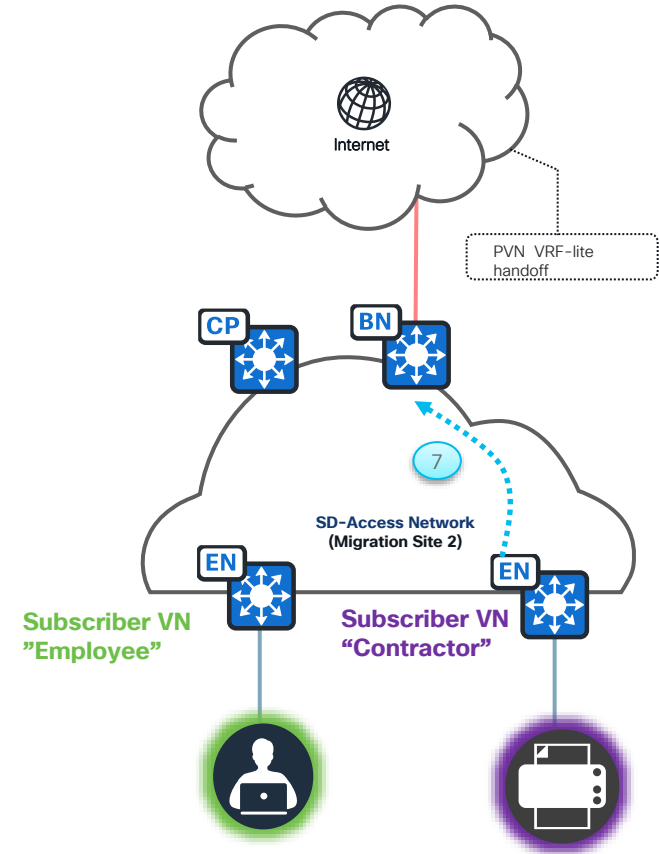 Internet
PVN VRF-lite
handoff
CP
BN
7
SD-Access Network
(Migration Site 2)
EN
EN
Subscriber VN
”Employee”
Subscriber VN
“Contractor”